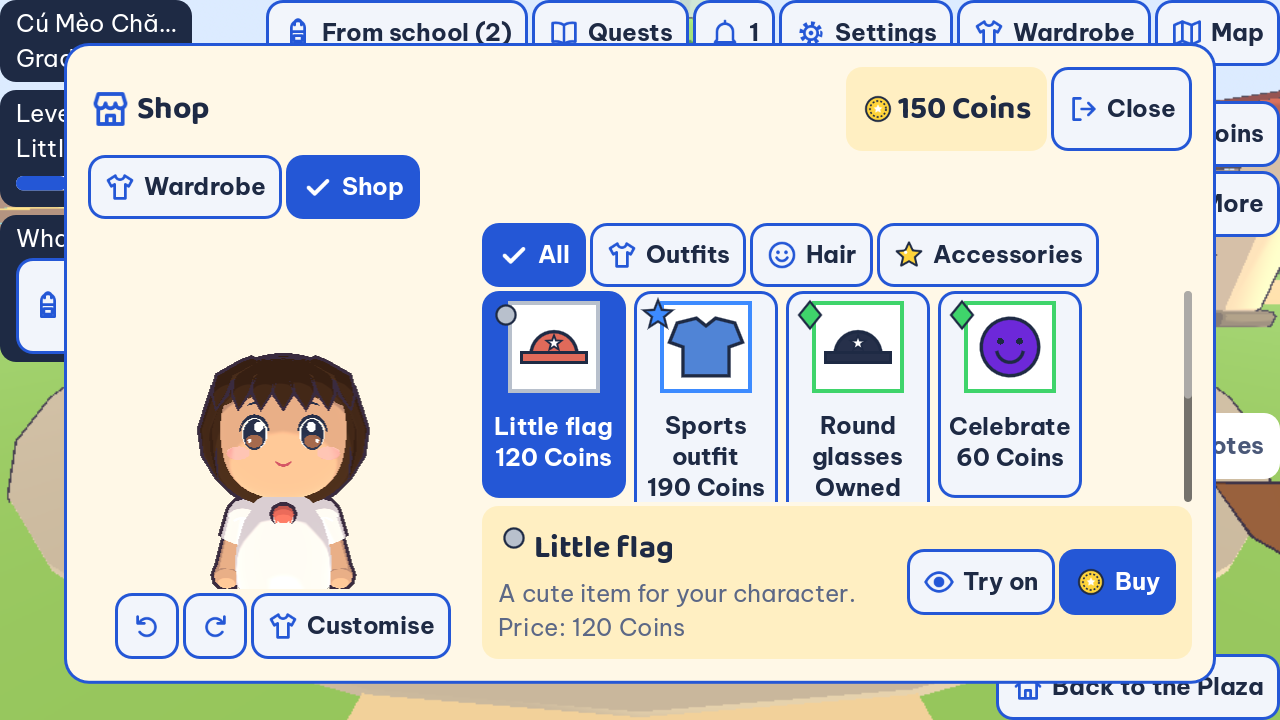 Cú Mèo Chă...
From school (2)
Quests
1
Settings
Wardrobe
Map
Shop
150 Coins
Close
Wardrobe
Shop
All
Outfits
Hair
Accessories
Little flag
120 Coins
Sports
outfit
190 Coins
Round
glasses
Owned
Celebrate
60 Coins
Little flag
A cute item for your character.
Price: 120 Coins
Try on
Buy
Customise
Back to the Plaza